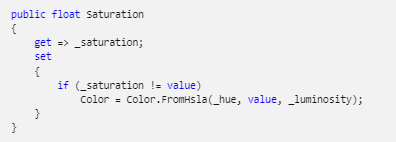 public float Saturation
{
    get => _saturation;
    set
    {
        if (_saturation != value)
            Color = Color.FromHsla(_hue, value, _luminosity);
    }
}